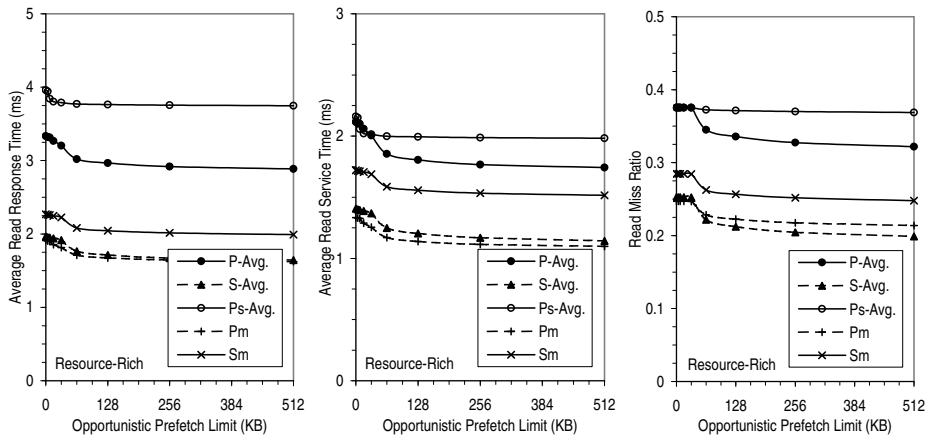 Average Read Response Time (ms)
5
4
3
2
1
0
P-Avg.
S-Avg.
Ps-Avg.
Pm
Sm
Resource-Rich
0 128 256 384 512
Opportunistic Prefetch Limit (KB)
Average Read Service Time (ms)
3
2
1
0
P-Avg.
S-Avg.
Ps-Avg.
Pm
Sm
Resource-Rich
0 128 256 384 512
Opportunistic Prefetch Limit (KB)
Read Miss Ratio
0.5
0.4
0.3
0.2
0.1
0.0
P-Avg.
S-Avg.
Ps-Avg.
Pm
Sm
Resource-Rich
0 128 256 384 512
Opportunistic Prefetch Limit (KB)